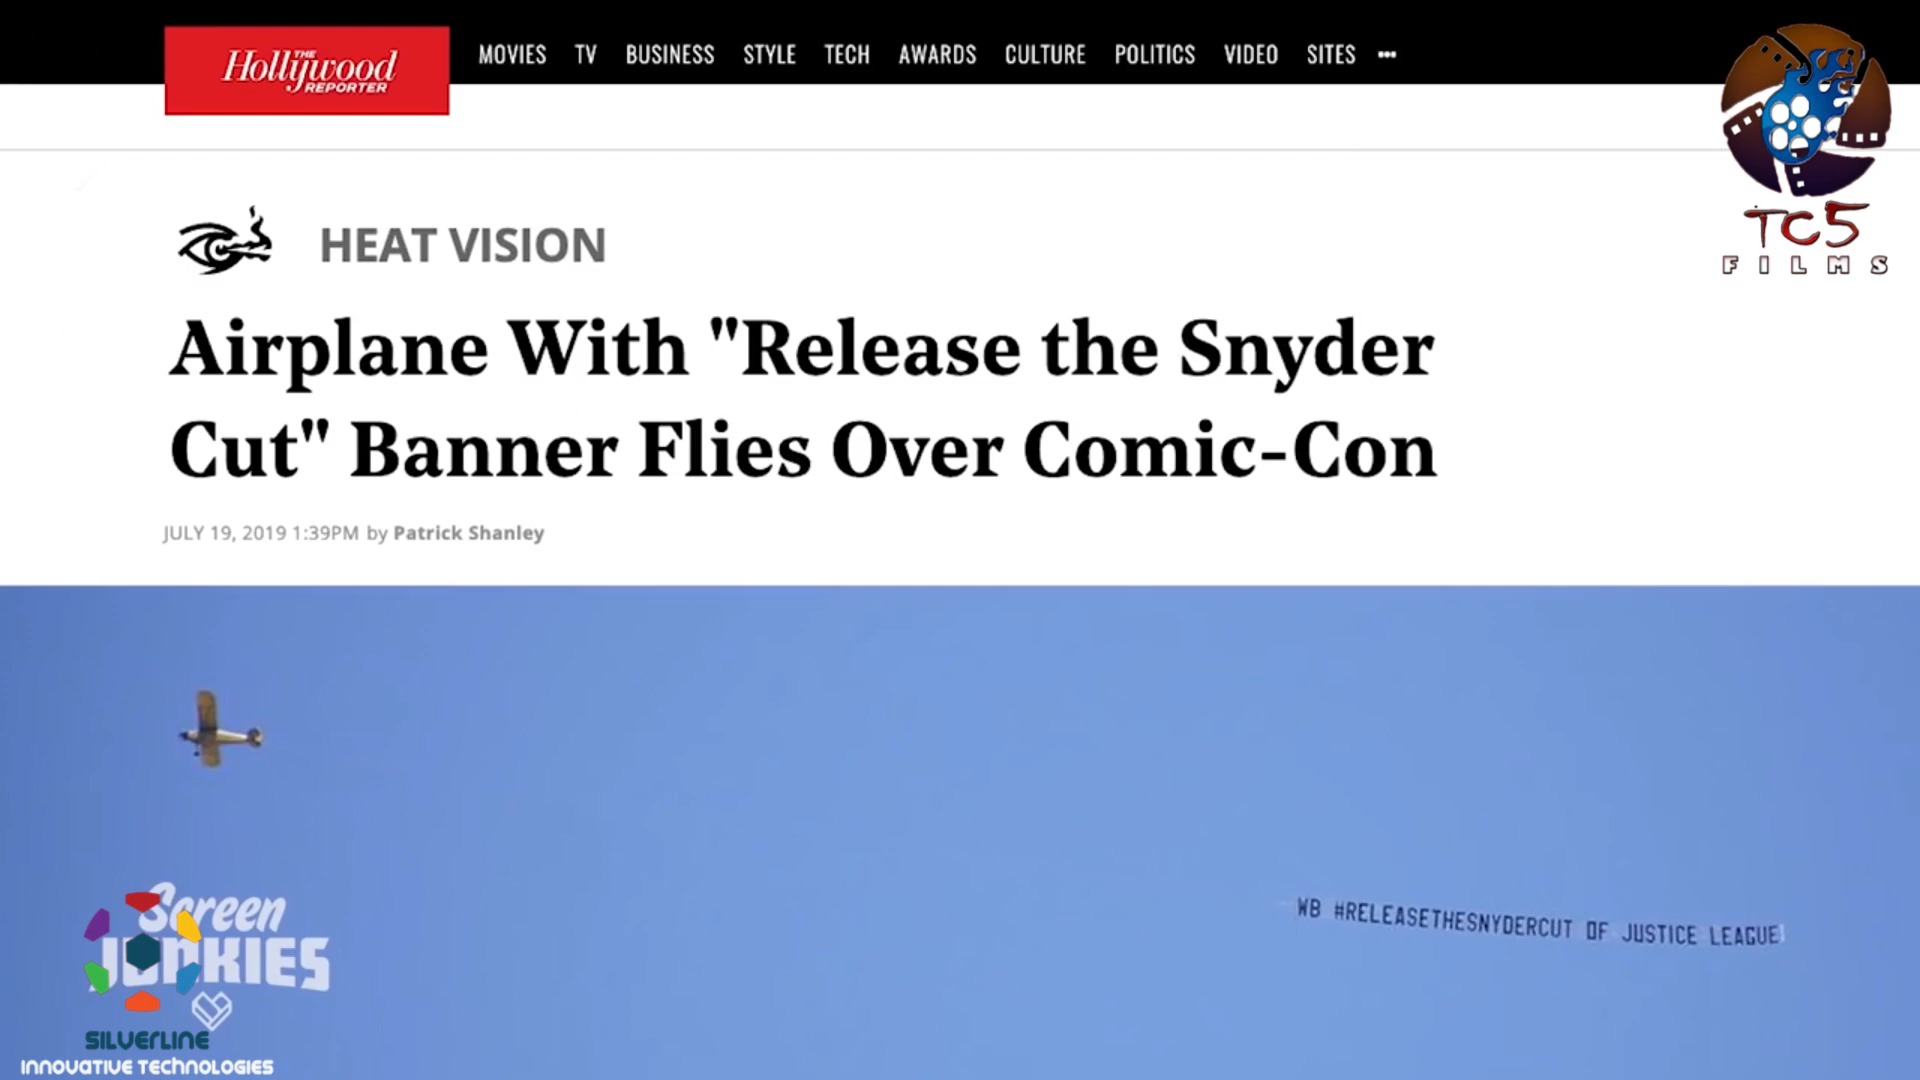 The Hollywood REPORTER
MOVIES TV BUSINESS STYLE TECH AWARDS CULTURE POLITICS VIDEO SITES •••
TC5
FILMS
HEAT VISION
Airplane With "Release the Snyder
Cut" Banner Flies Over Comic-Con
JULY 19, 2019 1:39PM by Patrick Shanley
WB #RELEASETHESNYDERCUT OF JUSTICE LEAGUE
Screen
JUNKIES
SILVERLINE
INNOVATIVE TECHNOLOGIES